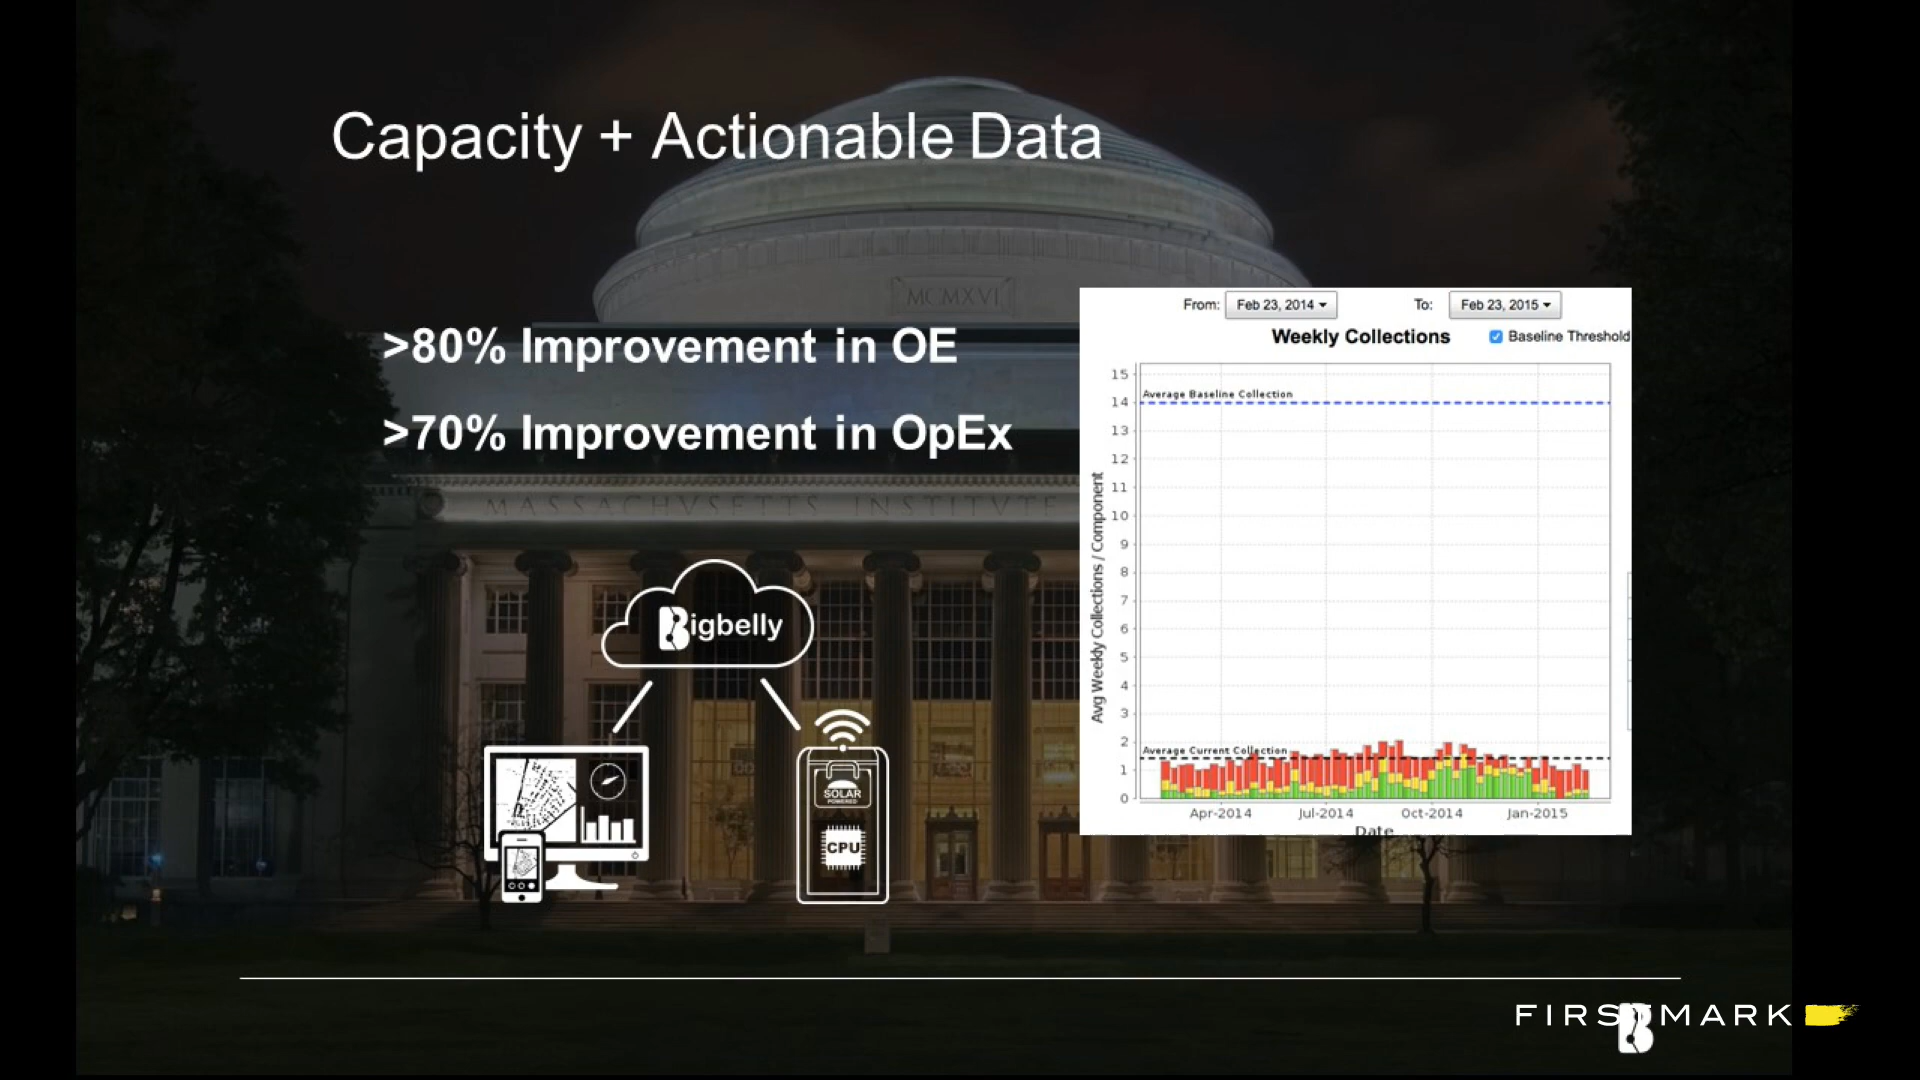 Capacity + Actionable Data
MCMXVI
>80% Improvement in OE
>70% Improvement in OpEx
MASSACHVSETTS INSTITVTE
Bigbelly
SOLAR
POWERED
CPU
From: Feb 23, 2014 To: Feb 23, 2015
Weekly Collections
Baseline Threshold
Avg Weekly Collections / Component
15
Average Baseline Collection
14
13
12
11
10
9
8
7
6
5
4
3
2
Average Current Collection
1
0
Apr-2014 Jul-2014 Oct-2014 Jan-2015
Date
FIRSTMARK
B